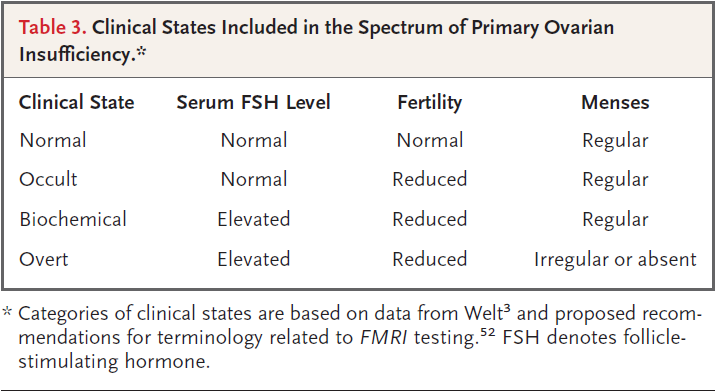 Table 3. Clinical States Included in the Spectrum of Primary Ovarian
Insufficiency.*
Clinical State Serum FSH Level Fertility Menses
Normal Normal Normal Regular
Occult Normal Reduced Regular
Biochemical Elevated Reduced Regular
Overt Elevated Reduced Irregular or absent
* Categories of clinical states are based on data from Welt³ and proposed recom-
mendations for terminology related to FMRI testing.⁵² FSH denotes follicle-
stimulating hormone.